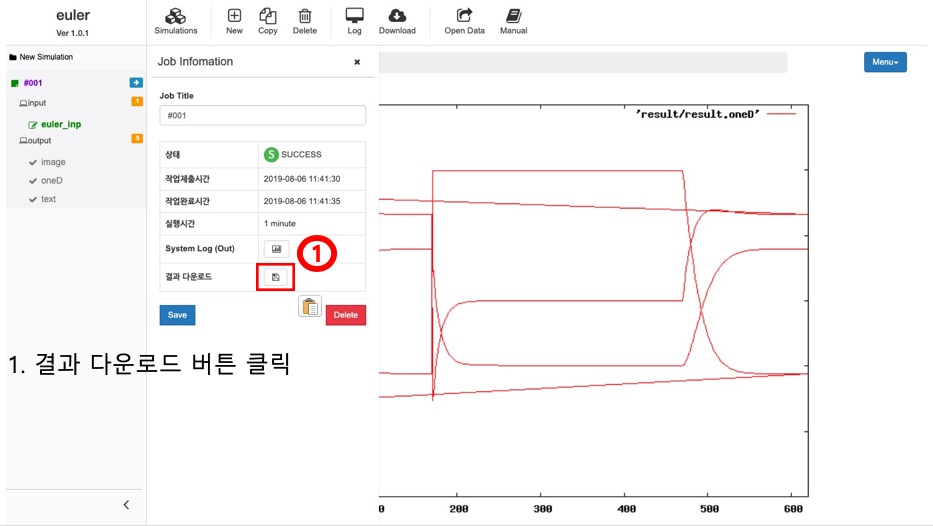 euler
Ver 1.0.1
Simulations
New
Copy
Delete
Log
Download
Open Data
Manual
New Simulation
#001
input
1
euler_inp
output
3
image
oneD
text
Job Infomation
Job Title
#001
상태
S SUCCESS
작업제출시간
2019-08-06 11:41:30
작업완료시간
2019-08-06 11:41:35
실행시간
1 minute
System Log (Out)
1
결과 다운로드
Save
Delete
1. 결과 다운로드 버튼 클릭
Menu
'result/result.oneD'
200
300
400
500
600